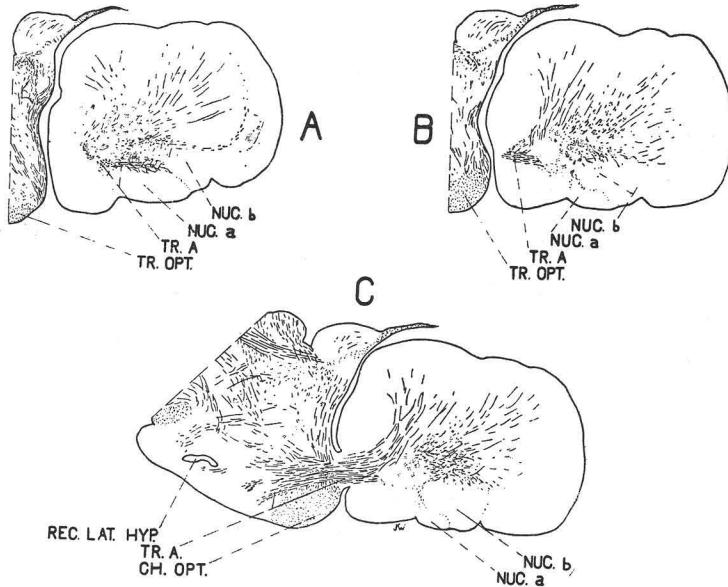 A
NUC. b
NUC. a
TR. A
TR. OPT.
B
NUC. b
NUC. a
TR. A
TR. OPT.
C
REC. LAT. HYP.
TR. A.
CH. OPT.
NUC. b
NUC. a